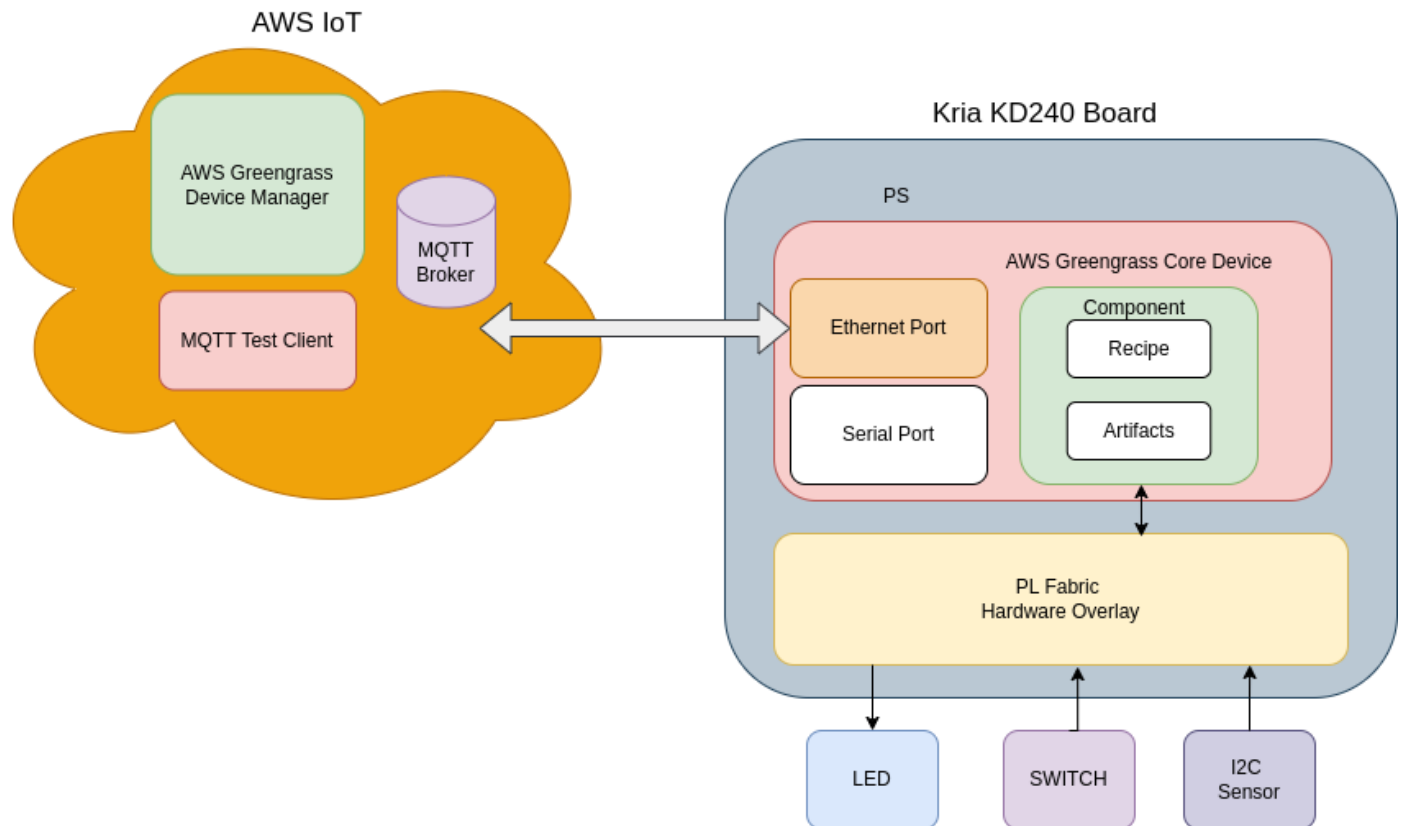 AWS IoT
AWS Greengrass
Device Manager
MQTT
Broker
MQTT Test Client
Kria KD240 Board
PS
AWS Greengrass Core Device
Ethernet Port
Serial Port
Component
Recipe
Artifacts
PL Fabric
Hardware Overlay
LED
SWITCH
I2C
Sensor